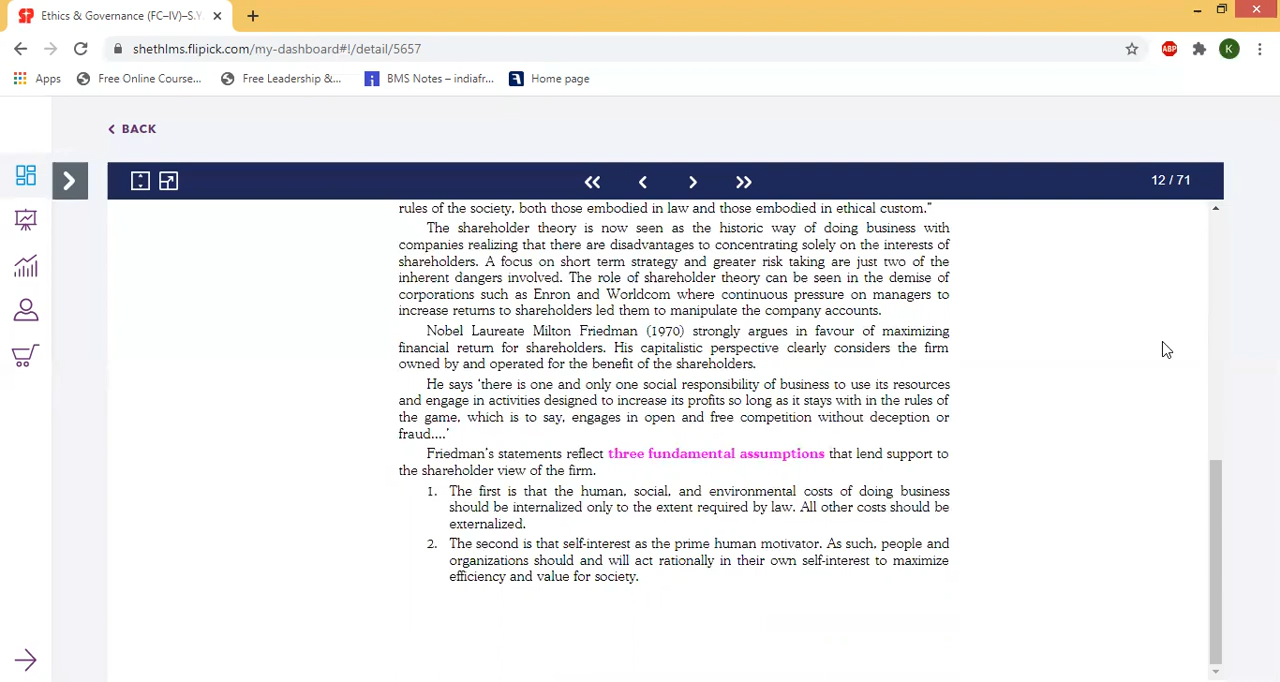 Ethics & Governance (FC–IV)–S.Y.
shethlms.flipick.com/my-dashboard#!/detail/5657
ABP
K
Apps
Free Online Course...
Free Leadership &...
BMS Notes – indiafr...
Home page
BACK
12 / 71
rules of the society, both those embodied in law and those embodied in ethical custom.”
The shareholder theory is now seen as the historic way of doing business with
companies realizing that there are disadvantages to concentrating solely on the interests of
shareholders. A focus on short term strategy and greater risk taking are just two of the
inherent dangers involved. The role of shareholder theory can be seen in the demise of
corporations such as Enron and Worldcom where continuous pressure on managers to
increase returns to shareholders led them to manipulate the company accounts.
Nobel Laureate Milton Friedman (1970) strongly argues in favour of maximizing
financial return for shareholders. His capitalistic perspective clearly considers the firm
owned by and operated for the benefit of the shareholders.
He says ‘there is one and only one social responsibility of business to use its resources
and engage in activities designed to increase its profits so long as it stays with in the rules of
the game, which is to say, engages in open and free competition without deception or
fraud....’
Friedman’s statements reflect three fundamental assumptions that lend support to
the shareholder view of the firm.
1. The first is that the human, social, and environmental costs of doing business
should be internalized only to the extent required by law. All other costs should be
externalized.
2. The second is that self-interest as the prime human motivator. As such, people and
organizations should and will act rationally in their own self-interest to maximize
efficiency and value for society.